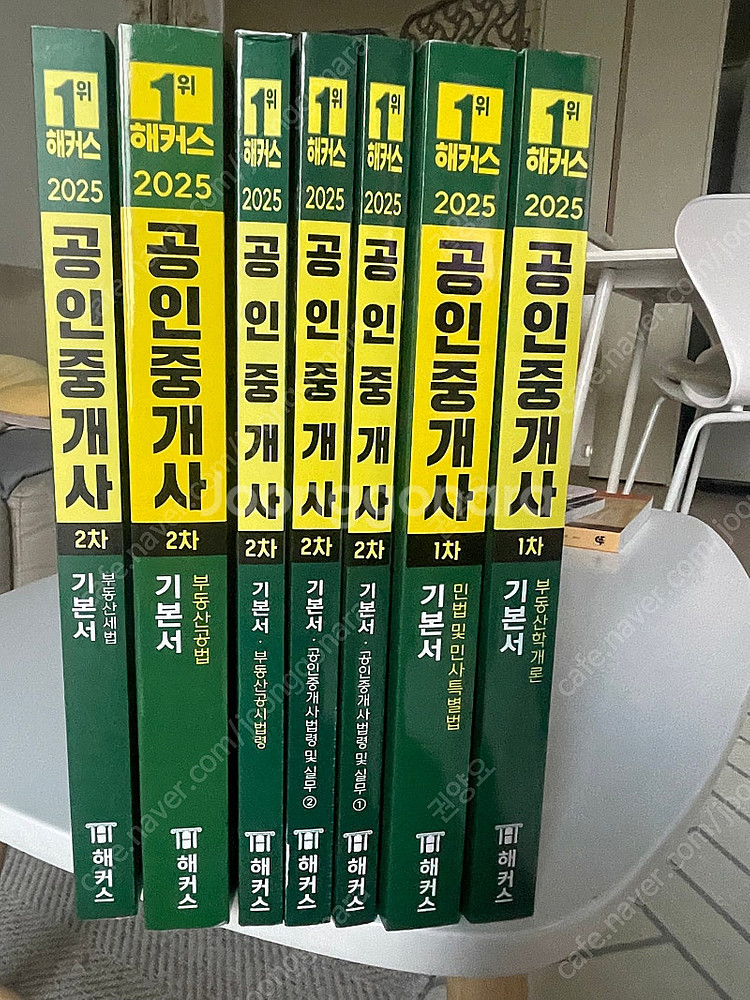 1위
해커스
2025
공인중개사
2차
기본서
부동산세법
해커스
1위
해커스
2025
공인중개사
2차
기본서
부동산공법
해커스
1위
해커스
2025
공인중개사
2차
기본서 · 부동산공시법령
해커스
1위
해커스
2025
공인중개사
2차
기본서 · 공인중개사법령 및 실무 ②
해커스
1위
해커스
2025
공인중개사
2차
기본서 · 공인중개사법령 및 실무 ①
해커스
1위
해커스
2025
공인중개사
1차
기본서
민법 및 민사특별법
해커스
1위
해커스
2025
공인중개사
1차
기본서
부동산학개론
해커스
Joonggonara
cafe.naver.com/joonggonara
권앙요